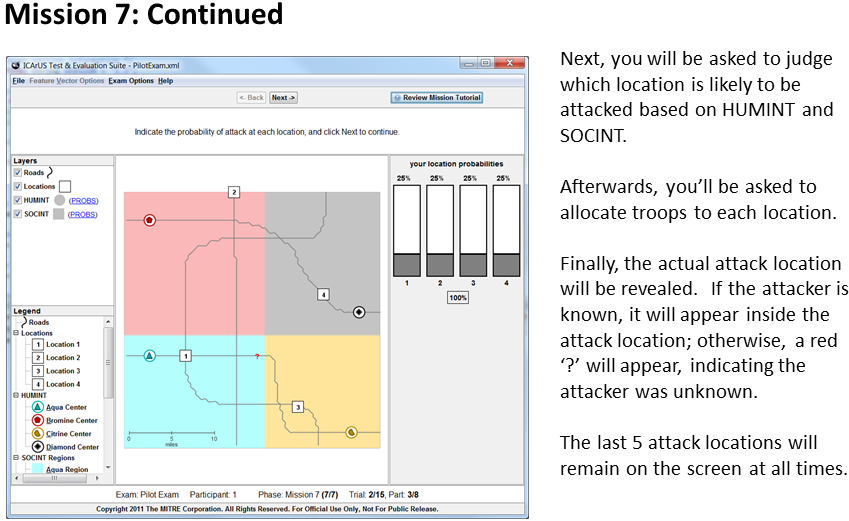 Mission 7: Continued
ICArUS Test & Evaluation Suite - PilotExam.xml
File Feature Vector Options Exam Options Help
<- Back Next -> Review Mission Tutorial
Indicate the probability of attack at each location, and click Next to continue.
Layers
Roads
Locations
HUMINT (PROBS)
SOCINT (PROBS)
Legend
Roads
Locations
1 Location 1
2 Location 2
3 Location 3
4 Location 4
HUMINT
Aqua Center
Bromine Center
Citrine Center
Diamond Center
SOCINT Regions
Aqua Region
2
4
1
?
3
0 5 10
miles
your location probabilities
25% 25% 25% 25%
1 2 3 4
100%
Exam: Pilot Exam Participant: 1 Phase: Mission 7 (7/7) Trial: 2/15, Part: 3/8
Copyright 2011 The MITRE Corporation. All Rights Reserved. For Official Use Only, Not For Public Release.
Next, you will be asked to judge
which location is likely to be
attacked based on HUMINT and
SOCINT.
Afterwards, you’ll be asked to
allocate troops to each location.
Finally, the actual attack location
will be revealed. If the attacker is
known, it will appear inside the
attack location; otherwise, a red
‘?’ will appear, indicating the
attacker was unknown.
The last 5 attack locations will
remain on the screen at all times.